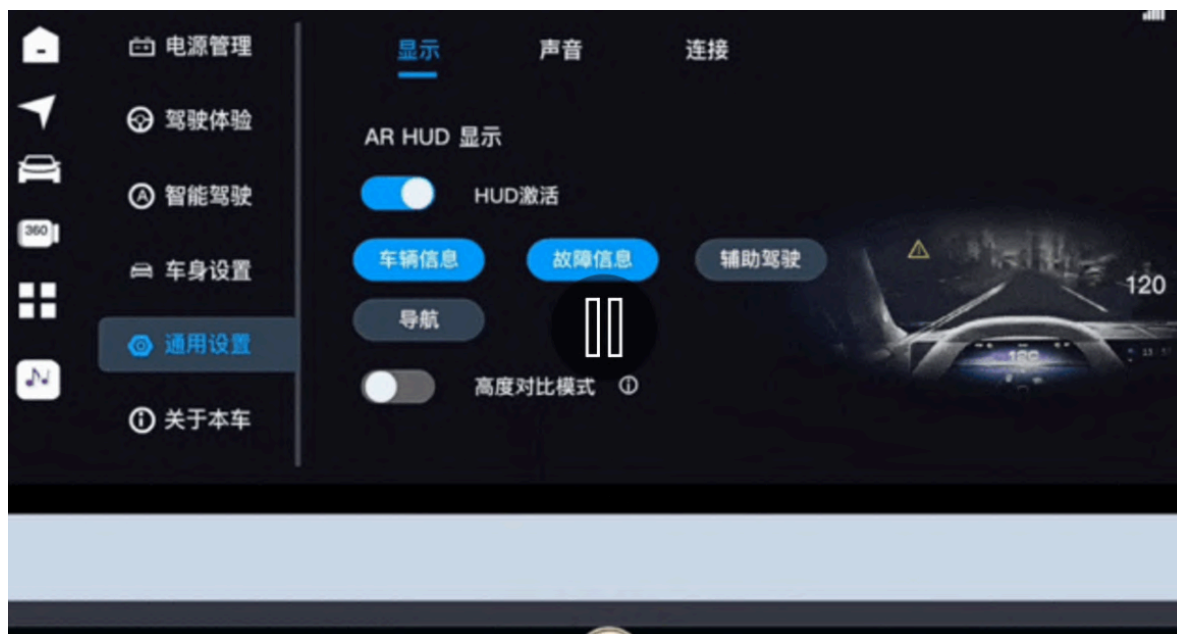 电源管理
驾驶体验
智能驾驶
车身设置
通用设置
关于本车
360
显示 声音 连接
AR HUD 显示
HUD激活
车辆信息 故障信息 辅助驾驶
导航
高度对比模式
120
120